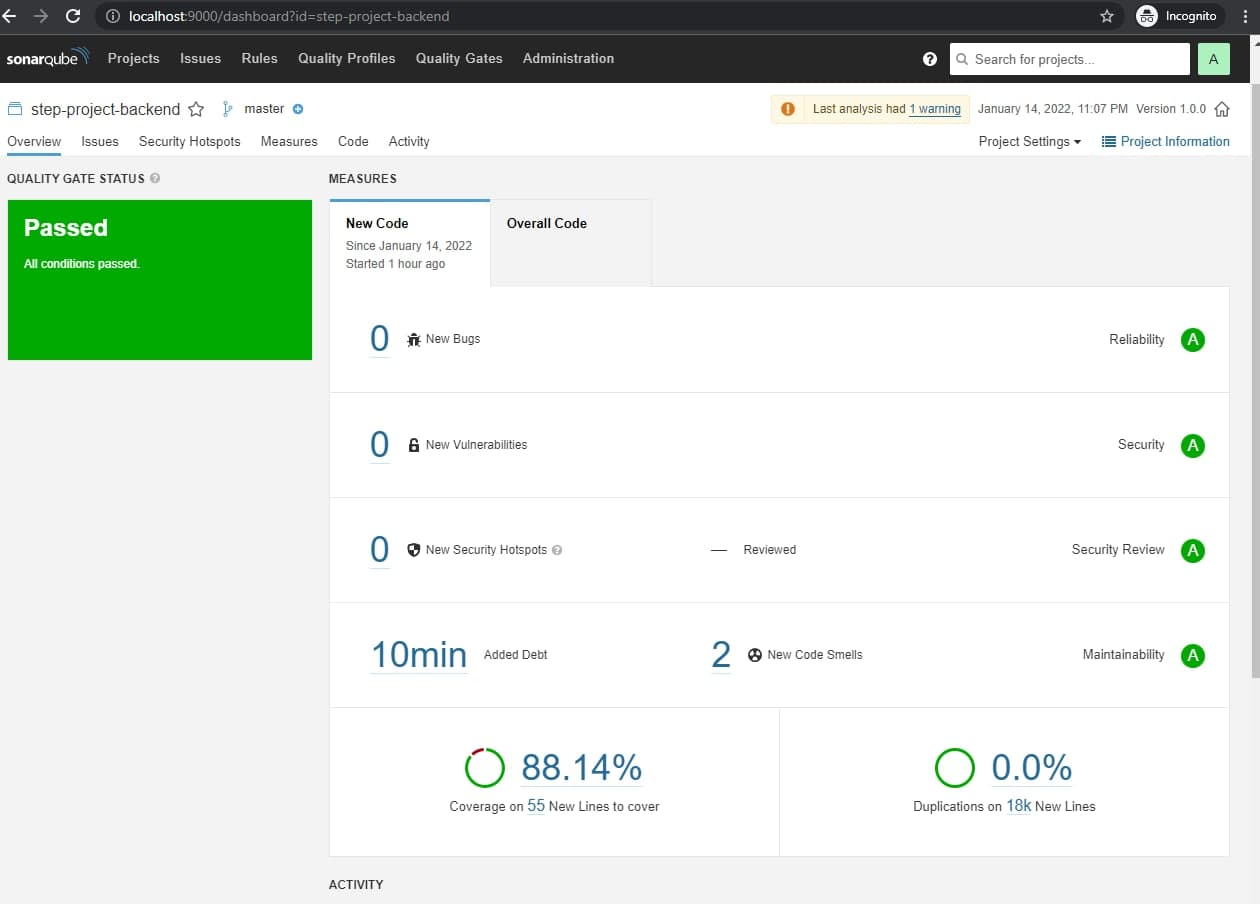 localhost:9000/dashboard?id=step-project-backend Incognito
sonarqube Projects Issues Rules Quality Profiles Quality Gates Administration ? Search for projects... A
step-project-backend master Last analysis had 1 warning January 14, 2022, 11:07 PM Version 1.0.0
Overview Issues Security Hotspots Measures Code Activity Project Settings Project Information
QUALITY GATE STATUS ? MEASURES
Passed
All conditions passed.
New Code Overall Code
Since January 14, 2022
Started 1 hour ago
0 New Bugs Reliability A
0 New Vulnerabilities Security A
0 New Security Hotspots ? — Reviewed Security Review A
10min Added Debt 2 New Code Smells Maintainability A
88.14% 0.0%
Coverage on 55 New Lines to cover Duplications on 18k New Lines
ACTIVITY